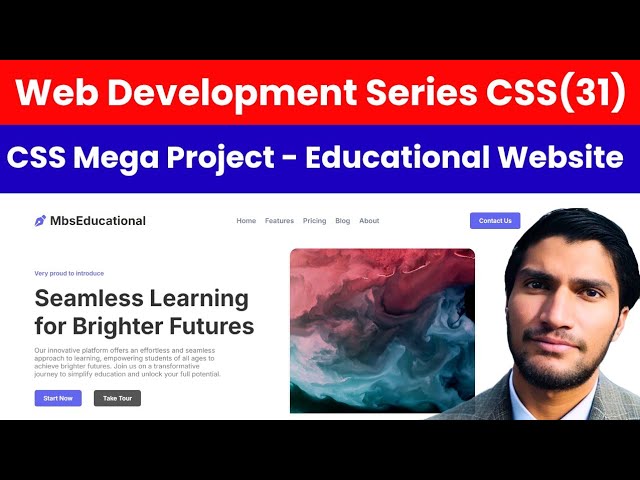 Web Development Series CSS(31)
CSS Mega Project - Educational Website
MbsEducational
Home Features Pricing Blog About
Contact Us
Very proud to introduce
Seamless Learning
for Brighter Futures
Our innovative platform offers an effortless and seamless
approach to learning, empowering students of all ages to
achieve brighter futures. Join us on a transformative
journey to simplify education and unlock your full potential.
Start Now
Take Tour